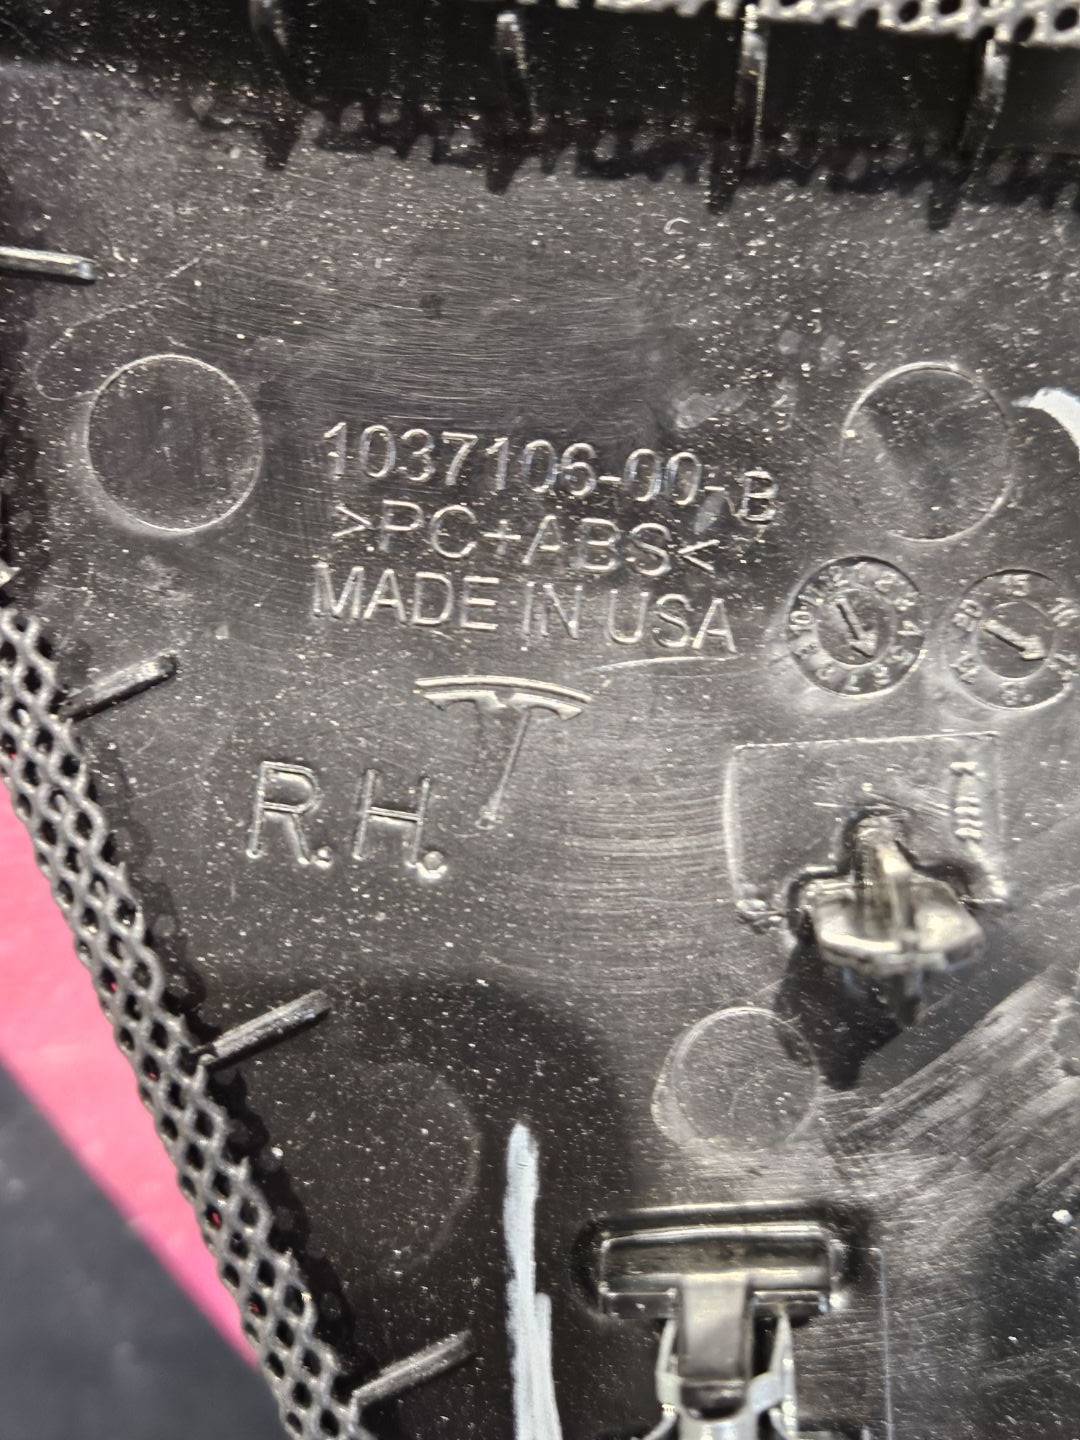 1037106-00-B
>PC+ABS<
MADE IN USA
R.H.